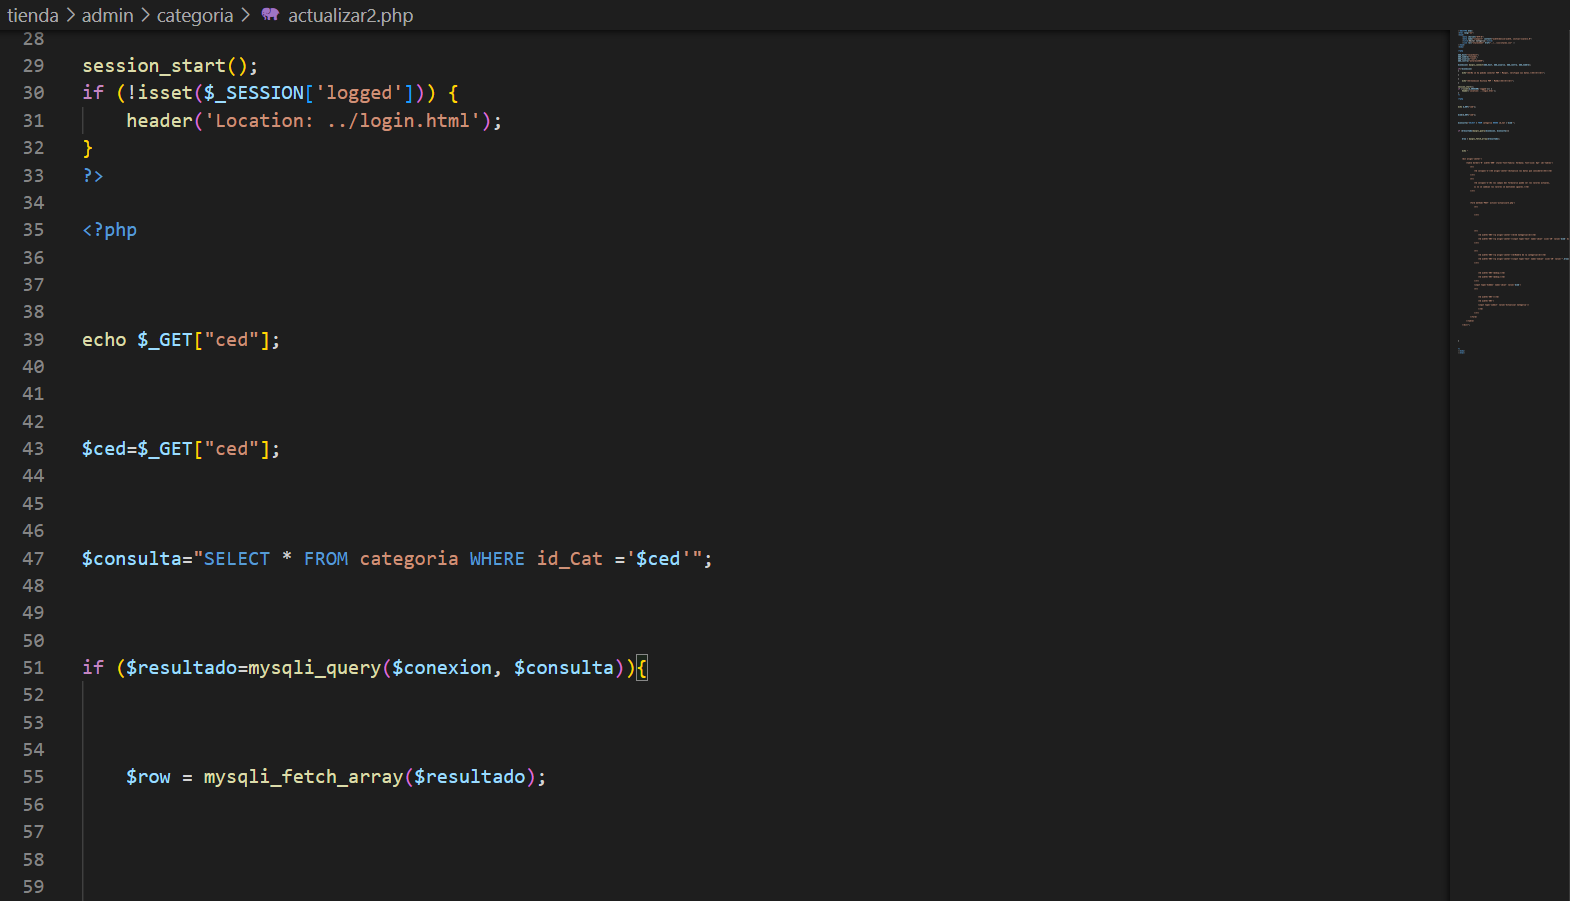 tienda > admin > categoria > actualizar2.php
28
29 session_start();
30 if (!isset($_SESSION['logged'])) {
31 header('Location: ../login.html');
32 }
33 ?>
34
35 <?php
36
37
38
39 echo $_GET["ced"];
40
41
42
43 $ced=$_GET["ced"];
44
45
46
47 $consulta="SELECT * FROM categoria WHERE id_Cat ='$ced'";
48
49
50
51 if ($resultado=mysqli_query($conexion, $consulta)){
52
53
54
55 $row = mysqli_fetch_array($resultado);
56
57
58
59